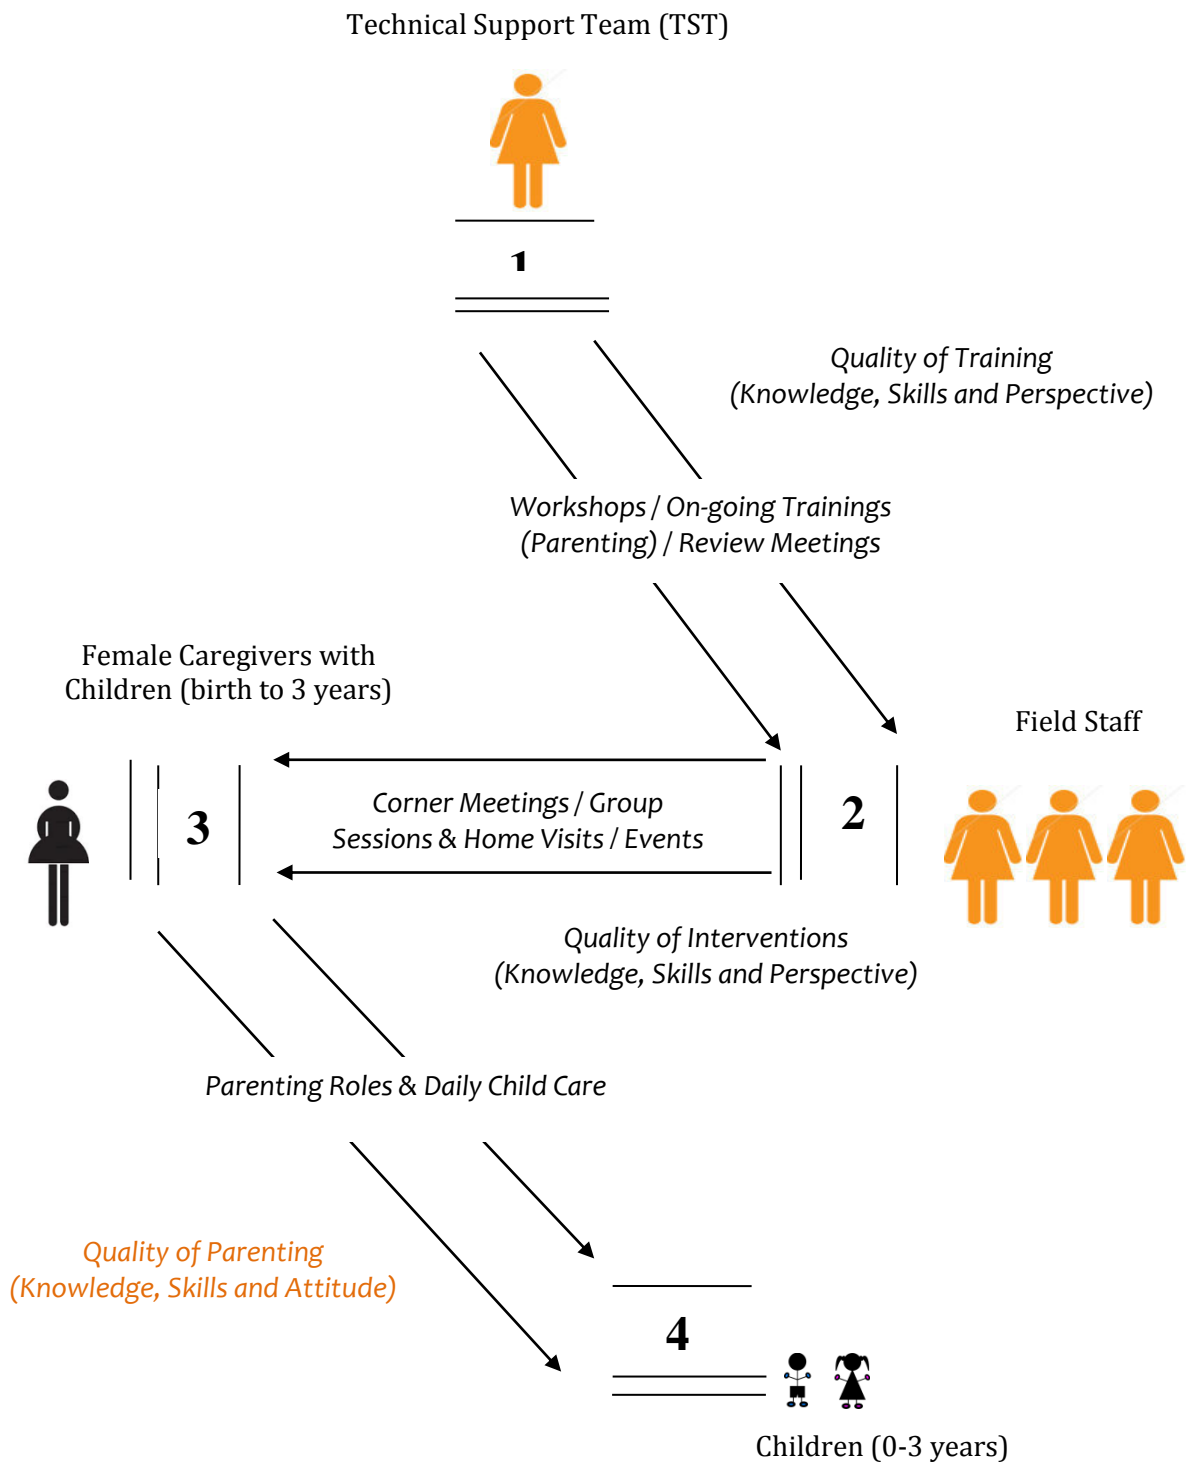 Technical Support Team (TST)
1
Quality of Training
(Knowledge, Skills and Perspective)
Workshops / On-going Trainings
(Parenting) / Review Meetings
Female Caregivers with
Children (birth to 3 years)
Field Staff
3
Corner Meetings / Group
Sessions & Home Visits / Events
2
Quality of Interventions
(Knowledge, Skills and Perspective)
Parenting Roles & Daily Child Care
Quality of Parenting
(Knowledge, Skills and Attitude)
4
Children (0-3 years)